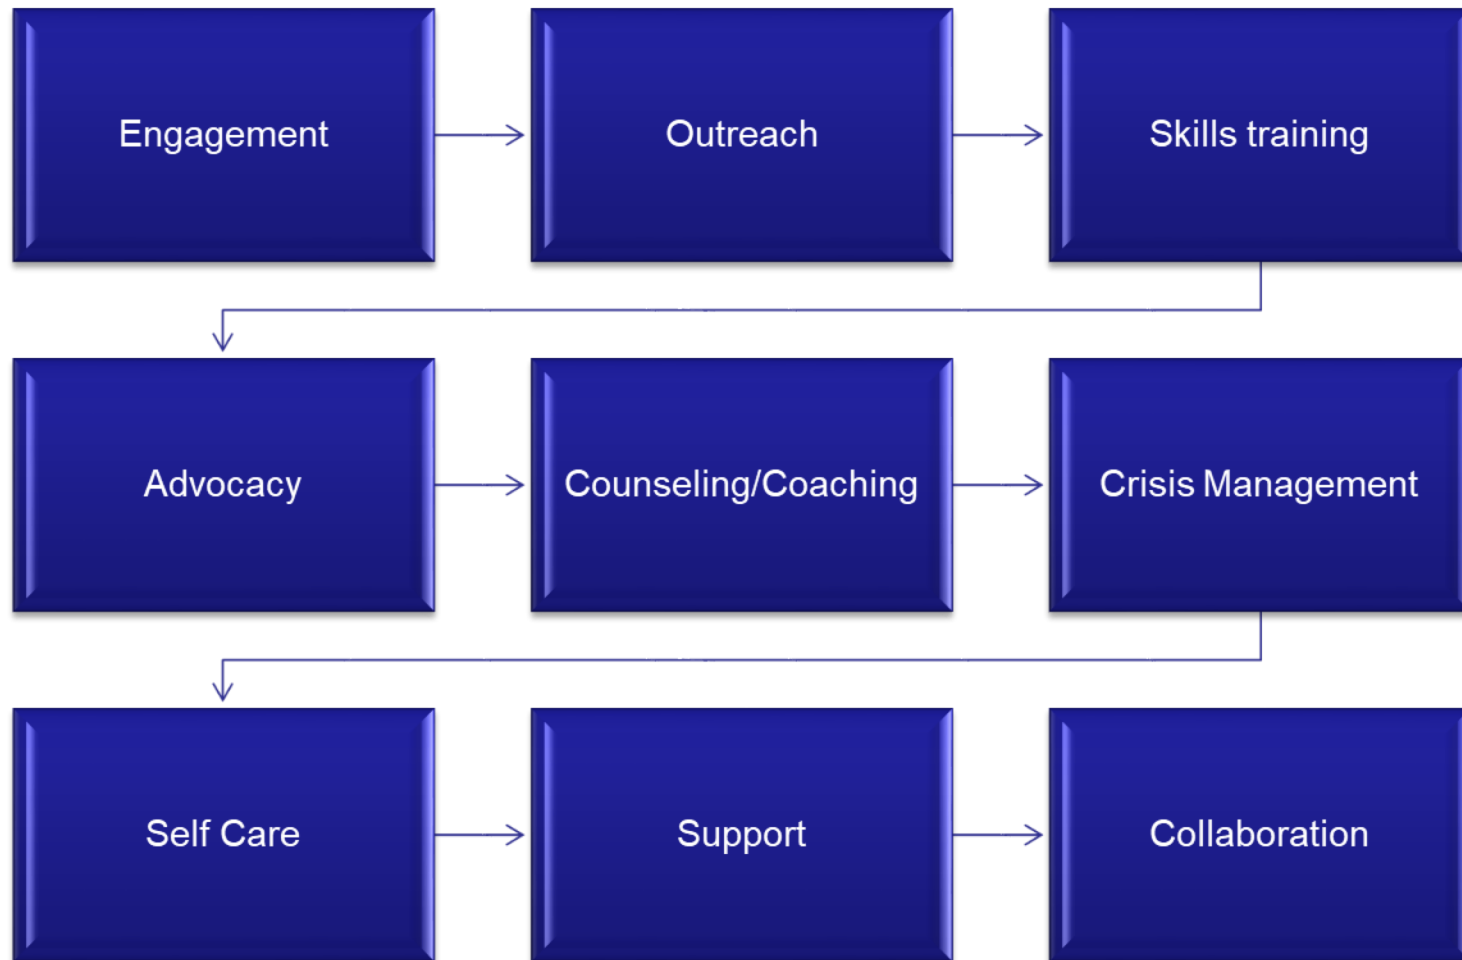 Engagement
Outreach
Skills training
Advocacy
Counseling/Coaching
Crisis Management
Self Care
Support
Collaboration